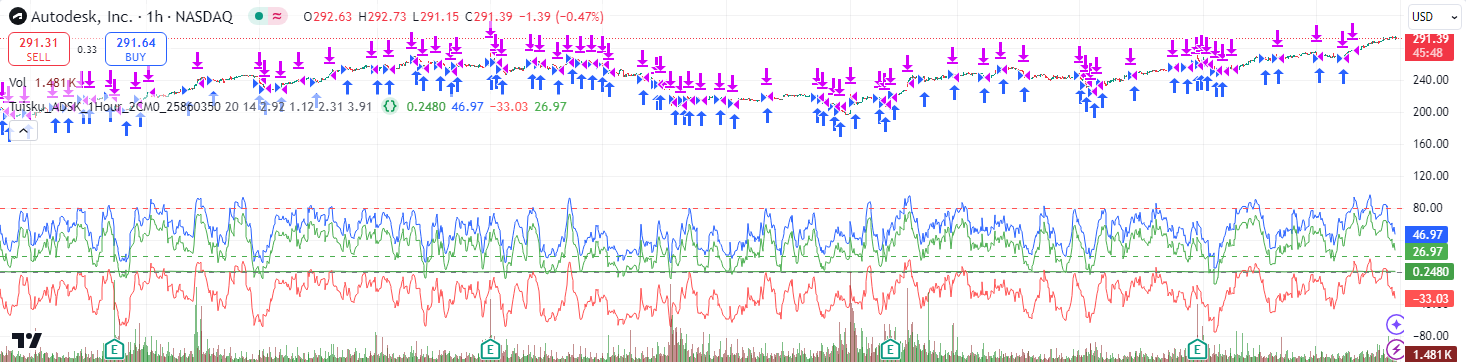 Autodesk, Inc. · 1h · NASDAQ ≈ O292.63 H292.73 L291.15 C291.39 −1.39 (−0.47%)
USD
291.31 SELL
0.33
291.64 BUY
291.39
45:48
Vol 1.481K
Tuisku_ADSK_1Hour_2CM0_25860350 20 14 2.92 1.12 2.31 3.91 {} 0.2480 46.97 −33.03 26.97
240.00
200.00
160.00
120.00
80.00
46.97
26.97
0.2480
−33.03
−80.00
1.481K
E
E
E
E